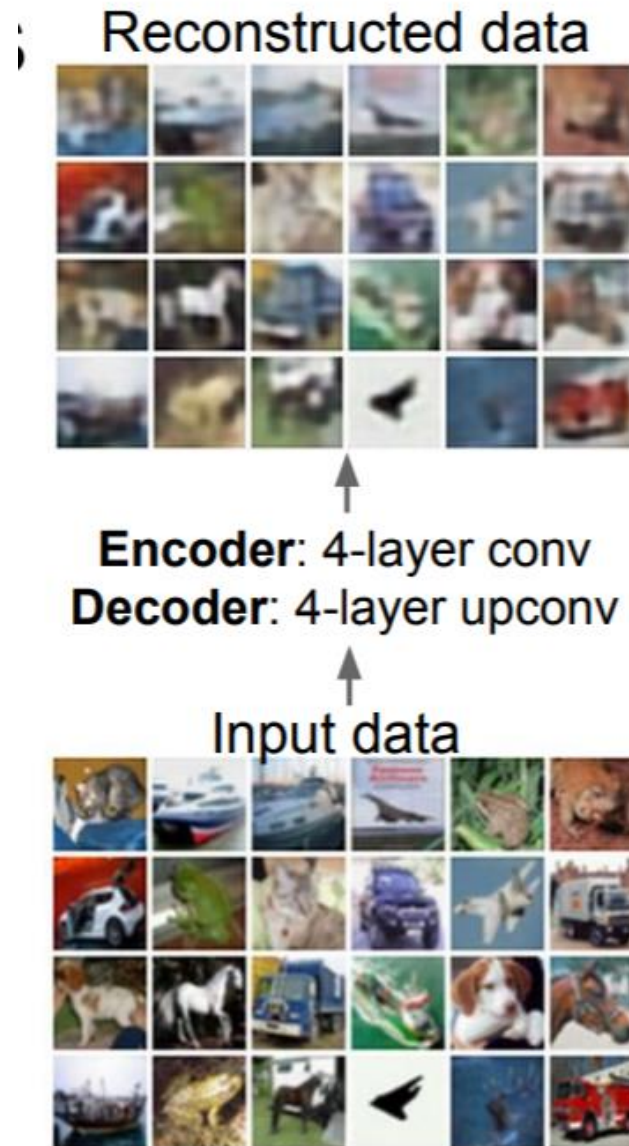 Reconstructed data
Encoder: 4-layer conv
Decoder: 4-layer upconv
Input data